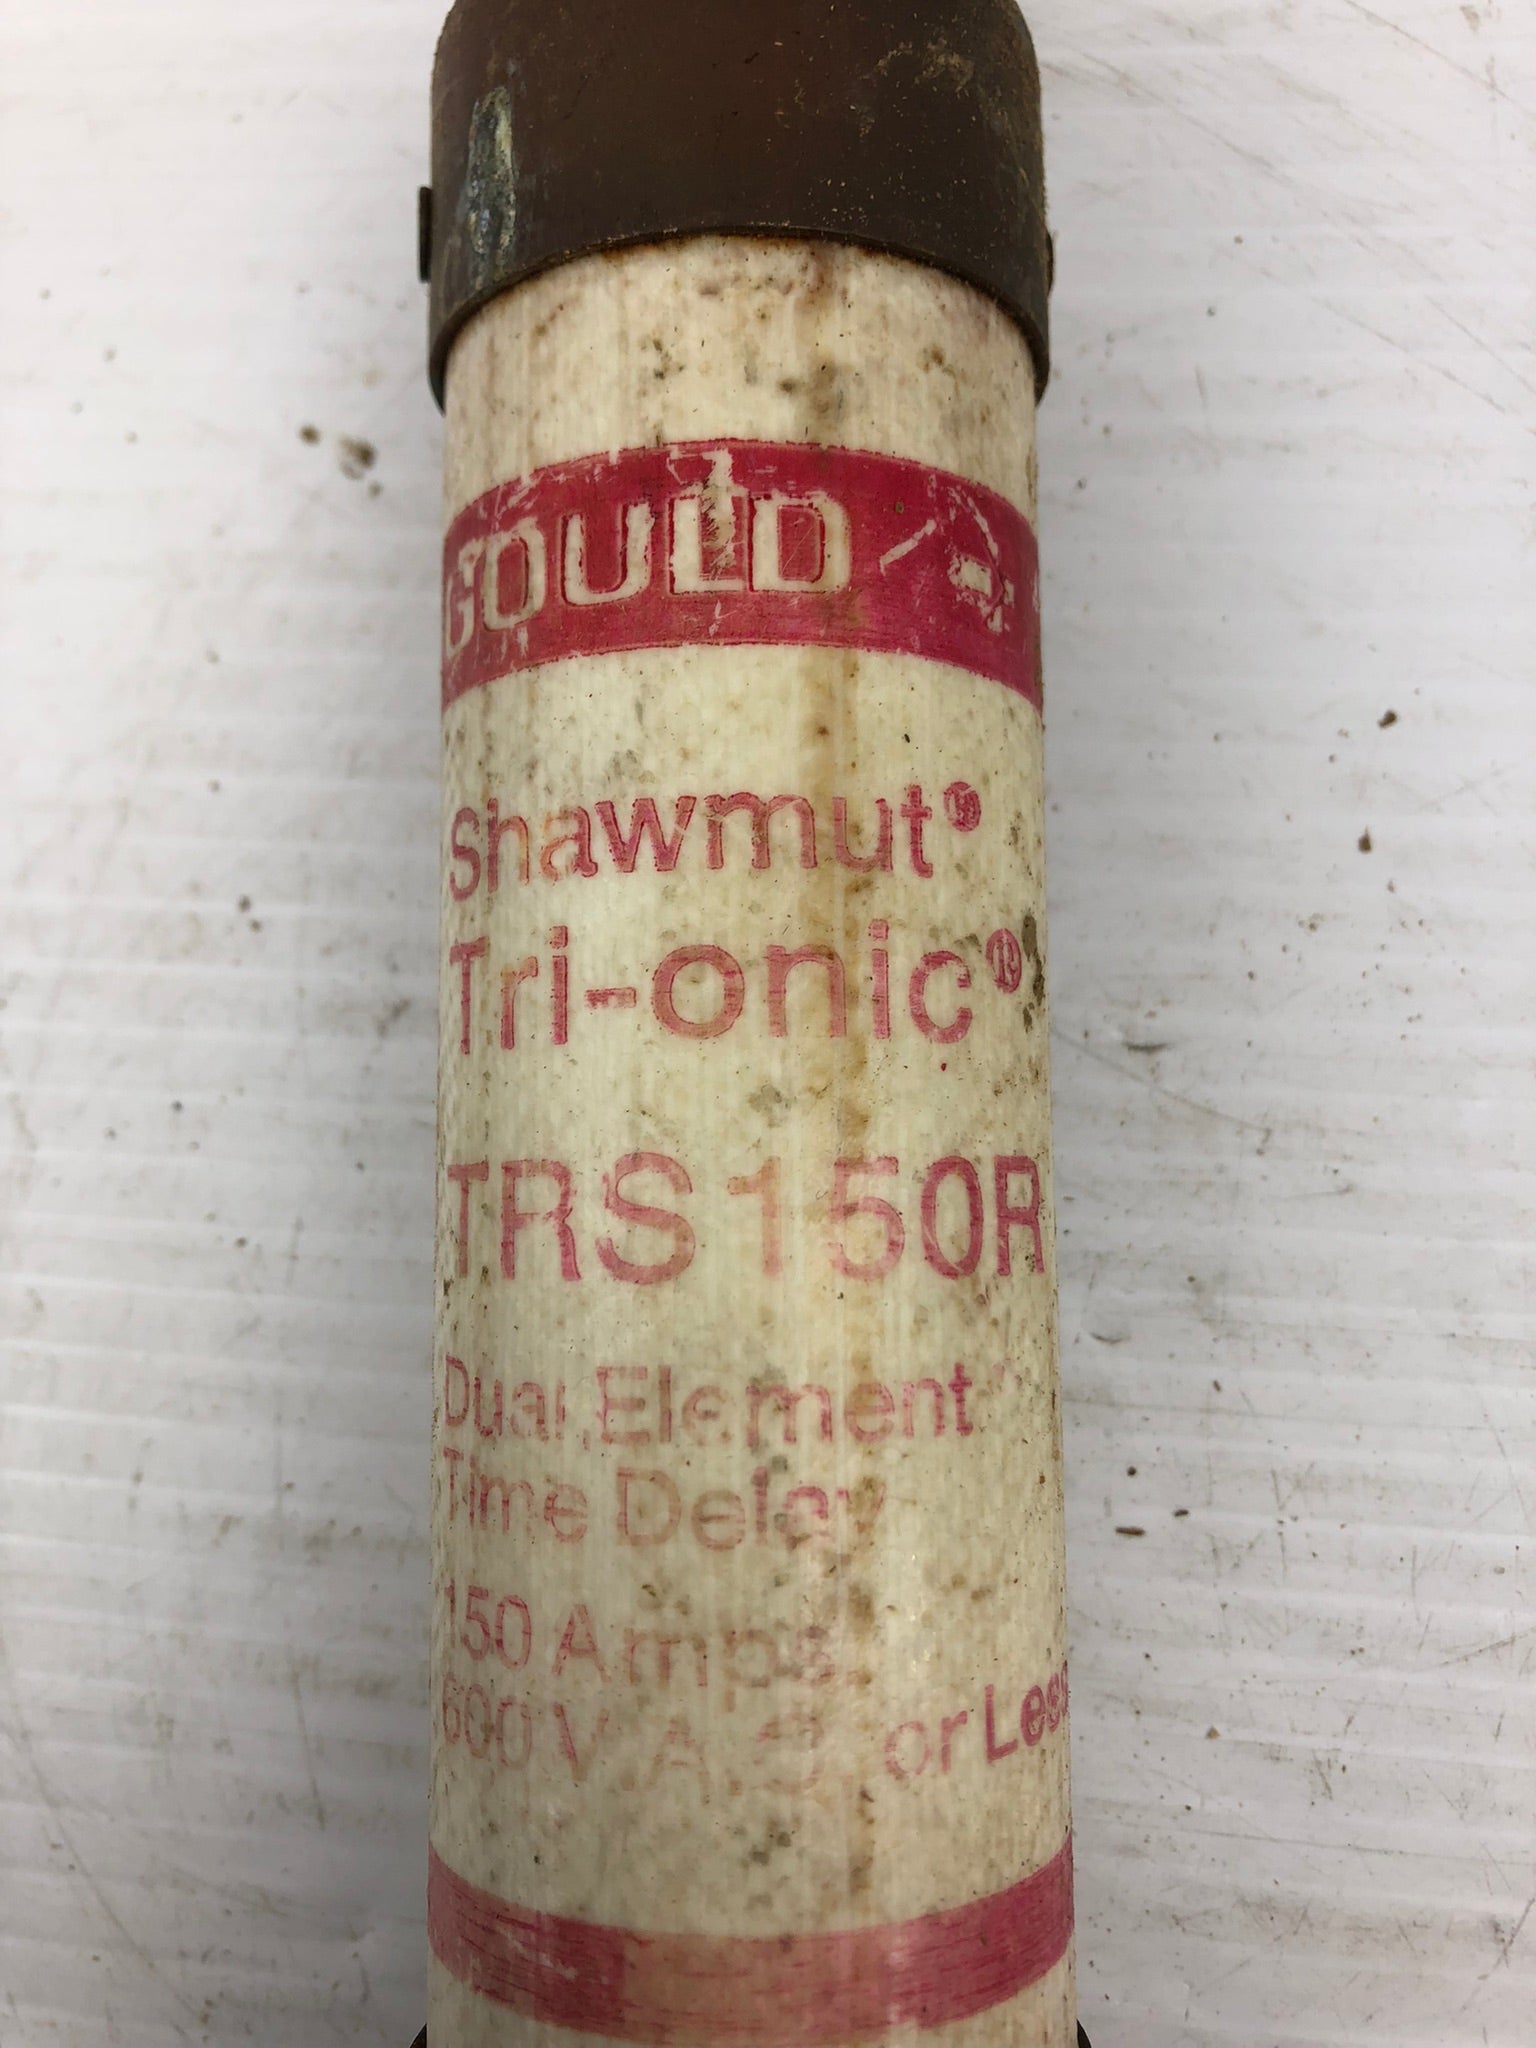 GOULD
Shawmut®
Tri-onic®
TRS150R
Dual Element
Time Delay
150 Amps
600 V.A.C. or Less